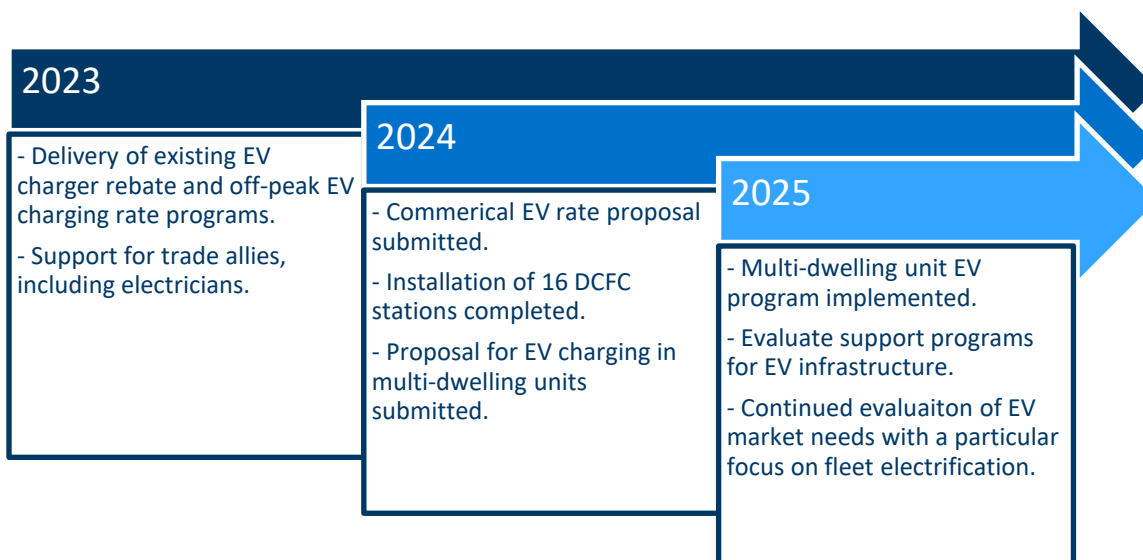 2023
- Delivery of existing EV
charger rebate and off-peak EV
charging rate programs.
- Support for trade allies,
including electricians.
2024
- Commerical EV rate proposal
submitted.
- Installation of 16 DCFC
stations completed.
- Proposal for EV charging in
multi-dwelling units
submitted.
2025
- Multi-dwelling unit EV
program implemented.
- Evaluate support programs
for EV infrastructure.
- Continued evaluaiton of EV
market needs with a particular
focus on fleet electrification.